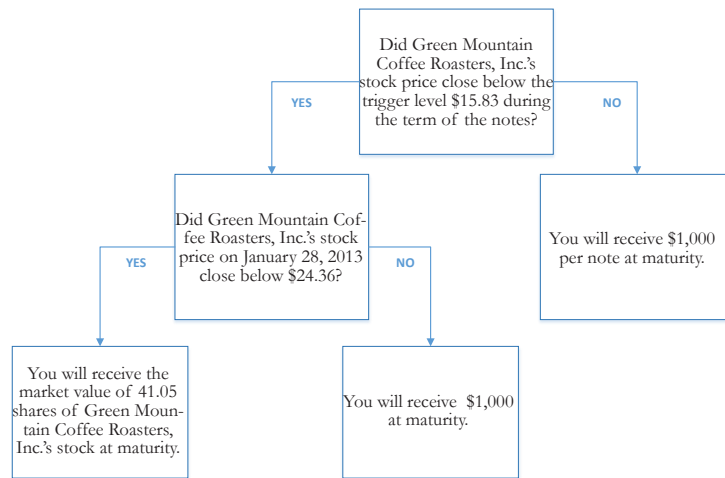 Did Green Mountain
Coffee Roasters, Inc.'s
stock price close below the
trigger level $15.83 during
the term of the notes?
YES
NO
Did Green Mountain Cof-
fee Roasters, Inc.'s stock
price on January 28, 2013
close below $24.36?
You will receive $1,000
per note at maturity.
YES
NO
You will receive the
market value of 41.05
shares of Green Moun-
tain Coffee Roasters,
Inc.'s stock at maturity.
You will receive $1,000
at maturity.